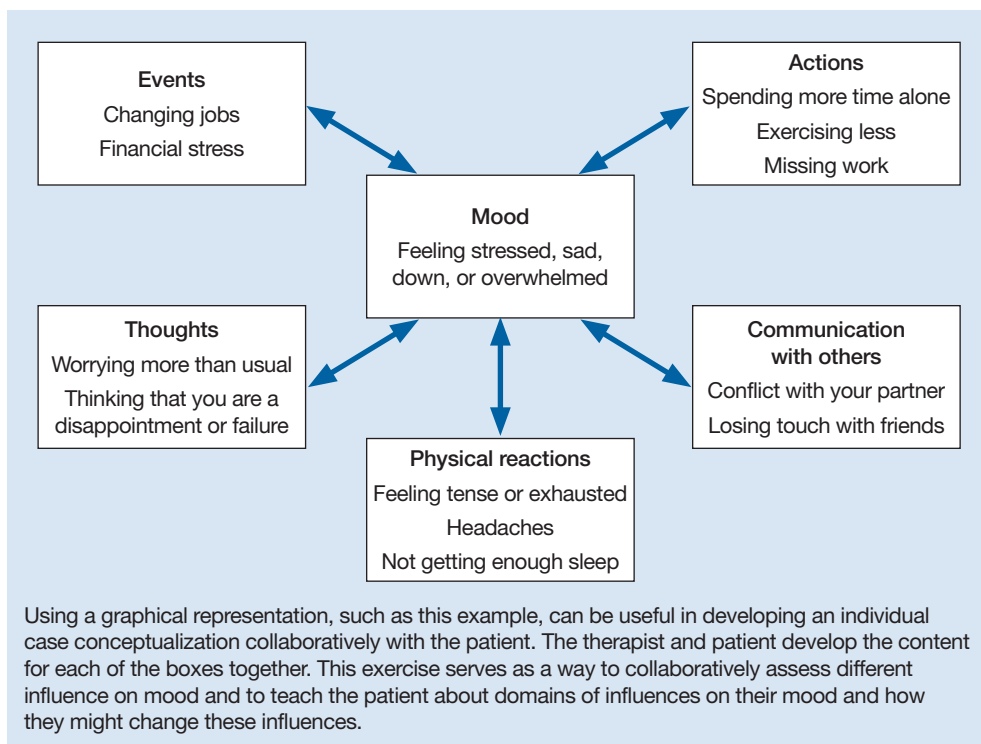 Events
Changing jobs
Financial stress
Actions
Spending more time alone
Exercising less
Missing work
Mood
Feeling stressed, sad,
down, or overwhelmed
Thoughts
Worrying more than usual
Thinking that you are a
disappointment or failure
Communication
with others
Conflict with your partner
Losing touch with friends
Physical reactions
Feeling tense or exhausted
Headaches
Not getting enough sleep
Using a graphical representation, such as this example, can be useful in developing an individual
case conceptualization collaboratively with the patient. The therapist and patient develop the content
for each of the boxes together. This exercise serves as a way to collaboratively assess different
influence on mood and to teach the patient about domains of influences on their mood and how
they might change these influences.